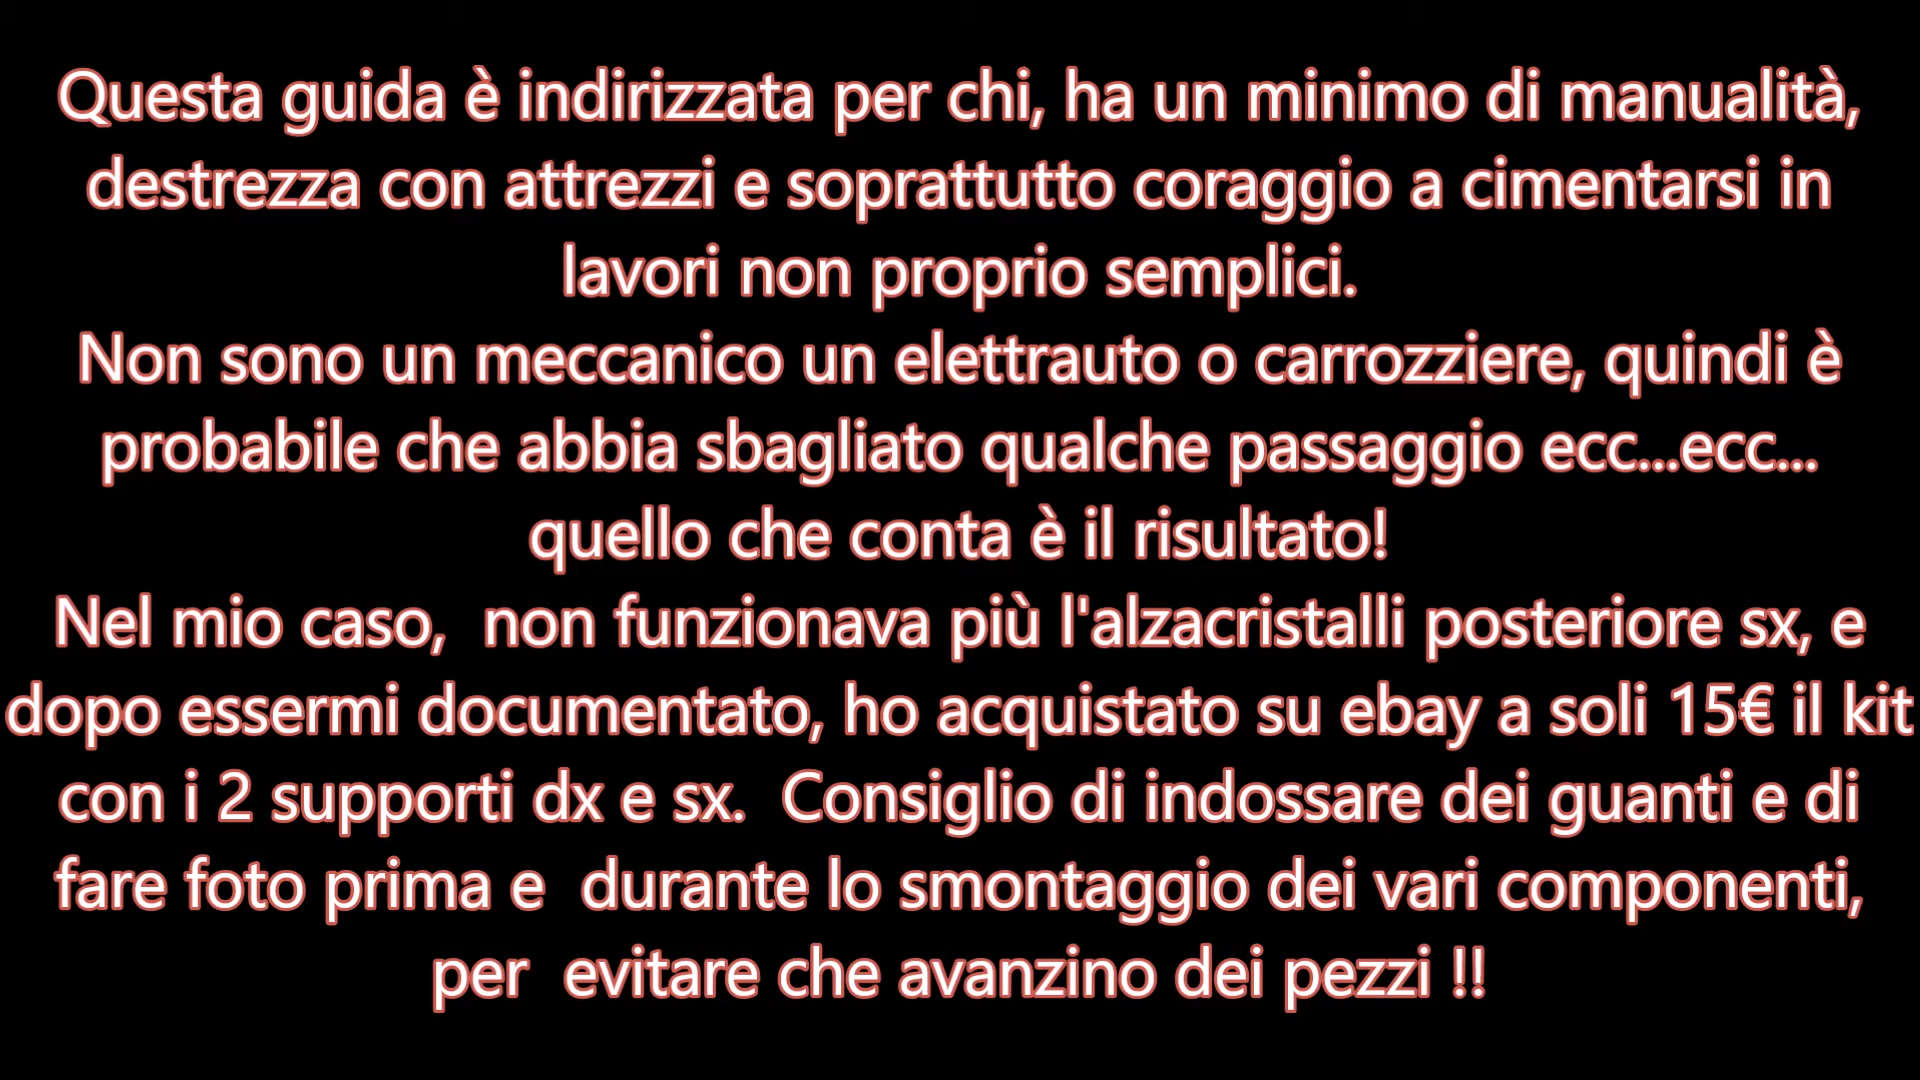 Questa guida è indirizzata per chi, ha un minimo di manualità,
destrezza con attrezzi e soprattutto coraggio a cimentarsi in
lavori non proprio semplici.
Non sono un meccanico un elettrauto o carrozziere, quindi è
probabile che abbia sbagliato qualche passaggio ecc...ecc...
quello che conta è il risultato!
Nel mio caso,  non funzionava più l'alzacristalli posteriore sx, e
dopo essermi documentato, ho acquistato su ebay a soli 15€ il kit
con i 2 supporti dx e sx.  Consiglio di indossare dei guanti e di
fare foto prima e  durante lo smontaggio dei vari componenti,
per  evitare che avanzino dei pezzi !!